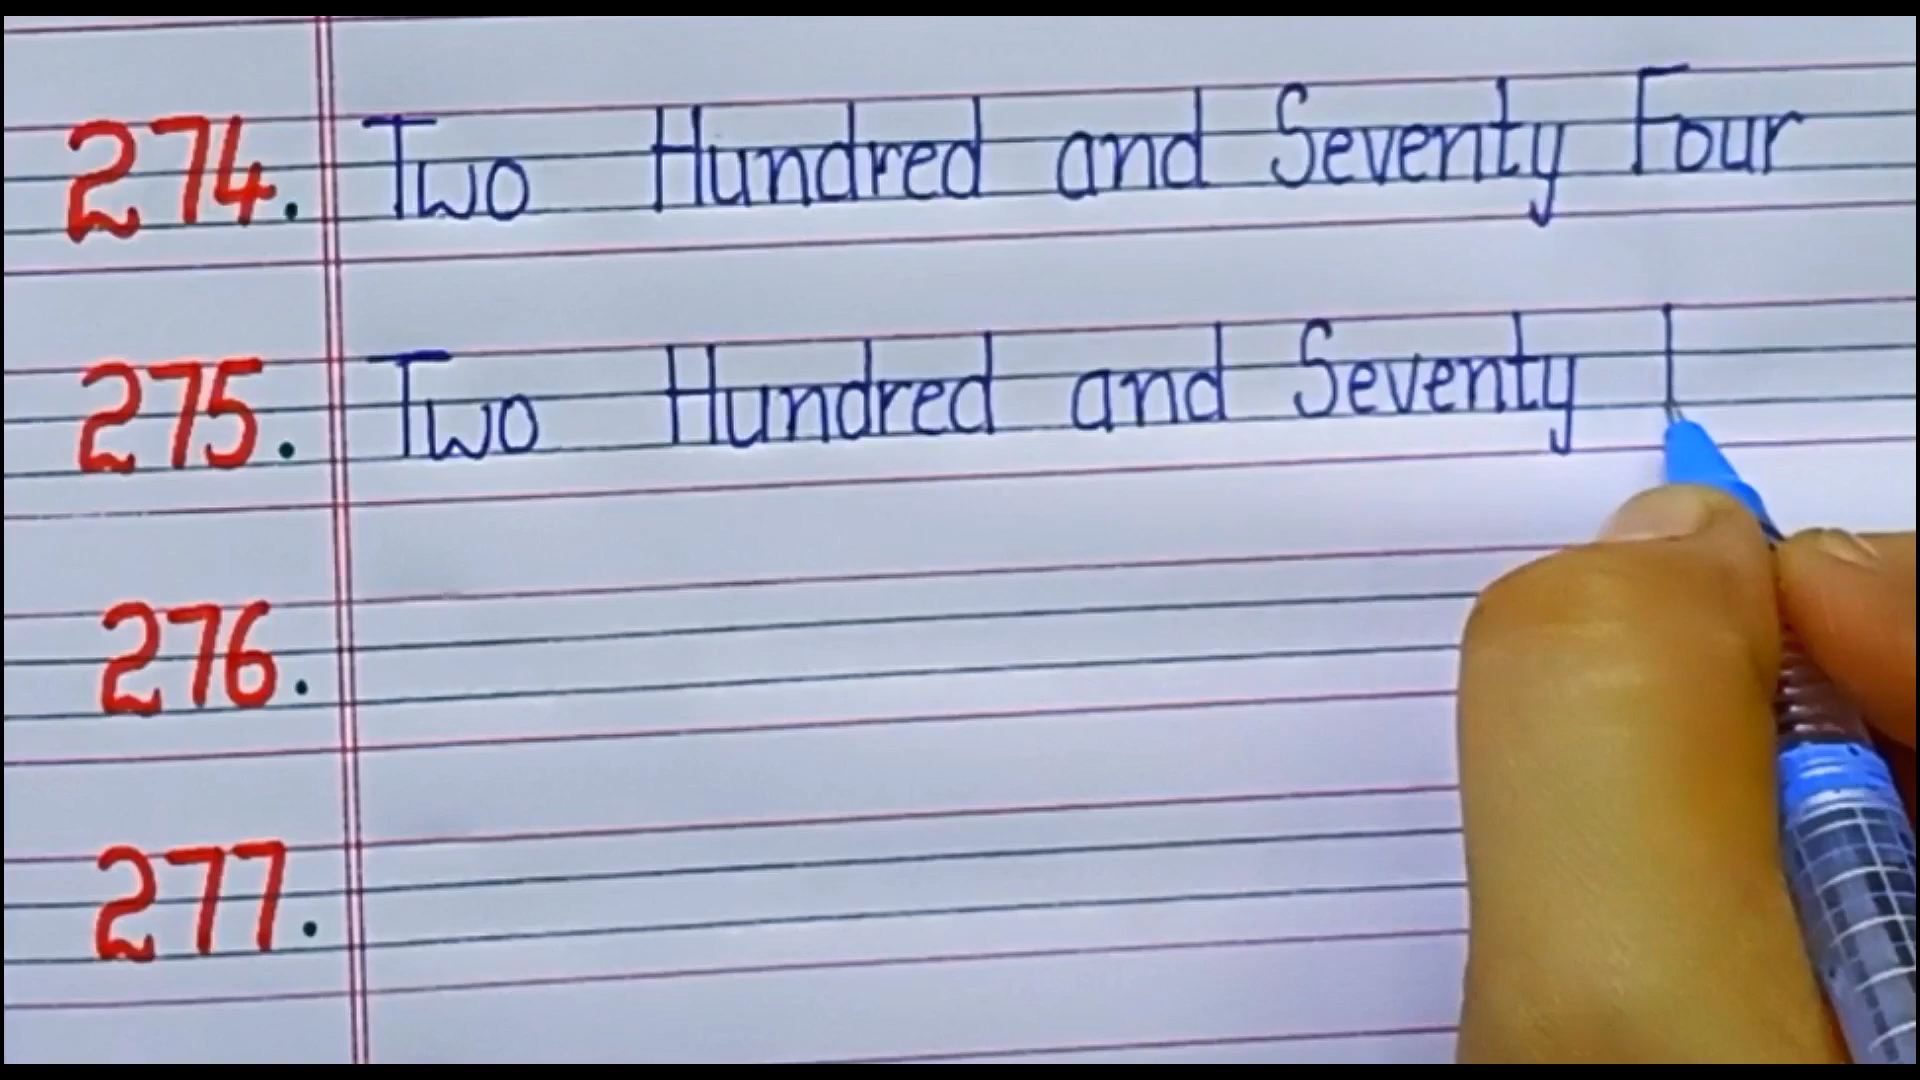 274. Two Hundred and Seventy Four
275. Two Hundred and Seventy
276.
277.